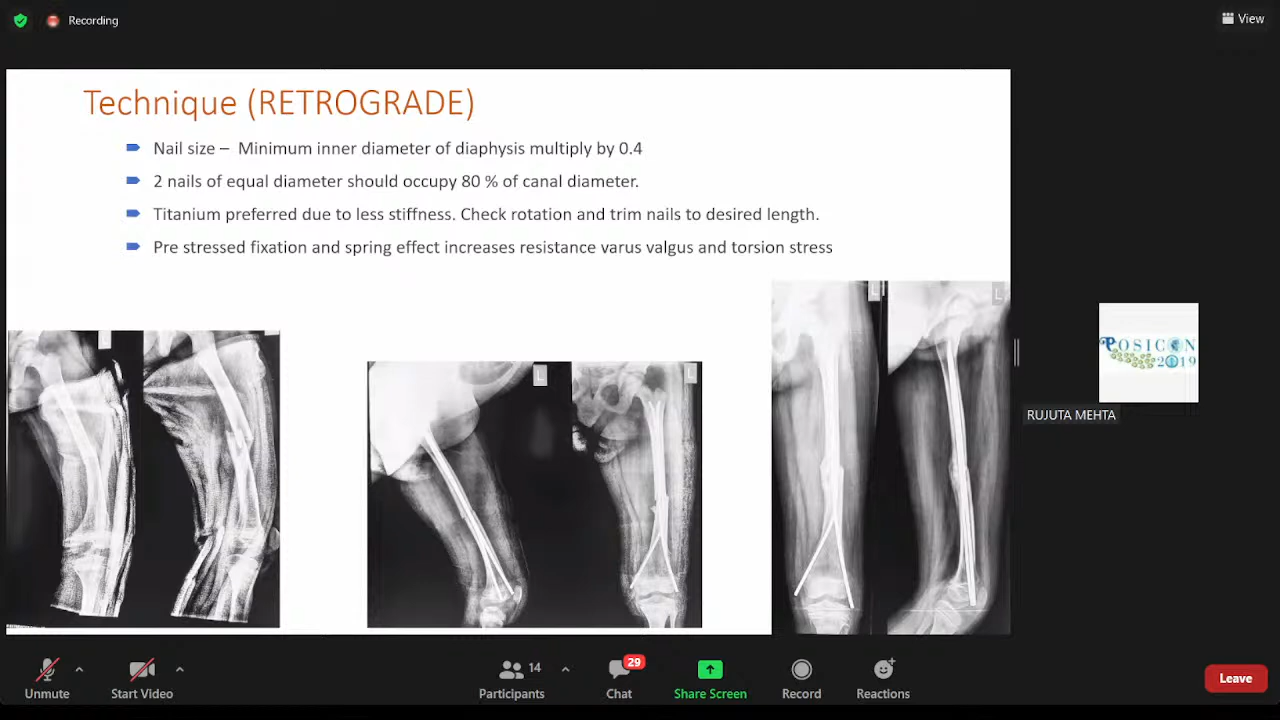 Recording
View
Technique (RETROGRADE)
Nail size – Minimum inner diameter of diaphysis multiply by 0.4
2 nails of equal diameter should occupy 80 % of canal diameter.
Titanium preferred due to less stiffness. Check rotation and trim nails to desired length.
Pre stressed fixation and spring effect increases resistance varus valgus and torsion stress
L
L
L
L
L
POSICON
2019
RUJUTA MEHTA
Unmute
Start Video
14
Participants
29
Chat
Share Screen
Record
Reactions
Leave